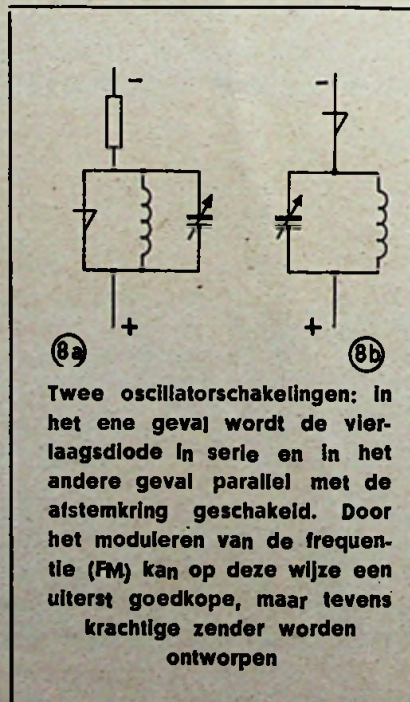 - -
+ +
8a 8b
Twee oscillatorschakelingen: in
het ene geval wordt de vier-
laagsdiode in serie en in het
andere geval parallel met de
afstemkring geschakeld. Door
het moduleren van de frequen-
tie (FM) kan op deze wijze een
uiterst goedkope, maar tevens
krachtige zender worden
ontworpen